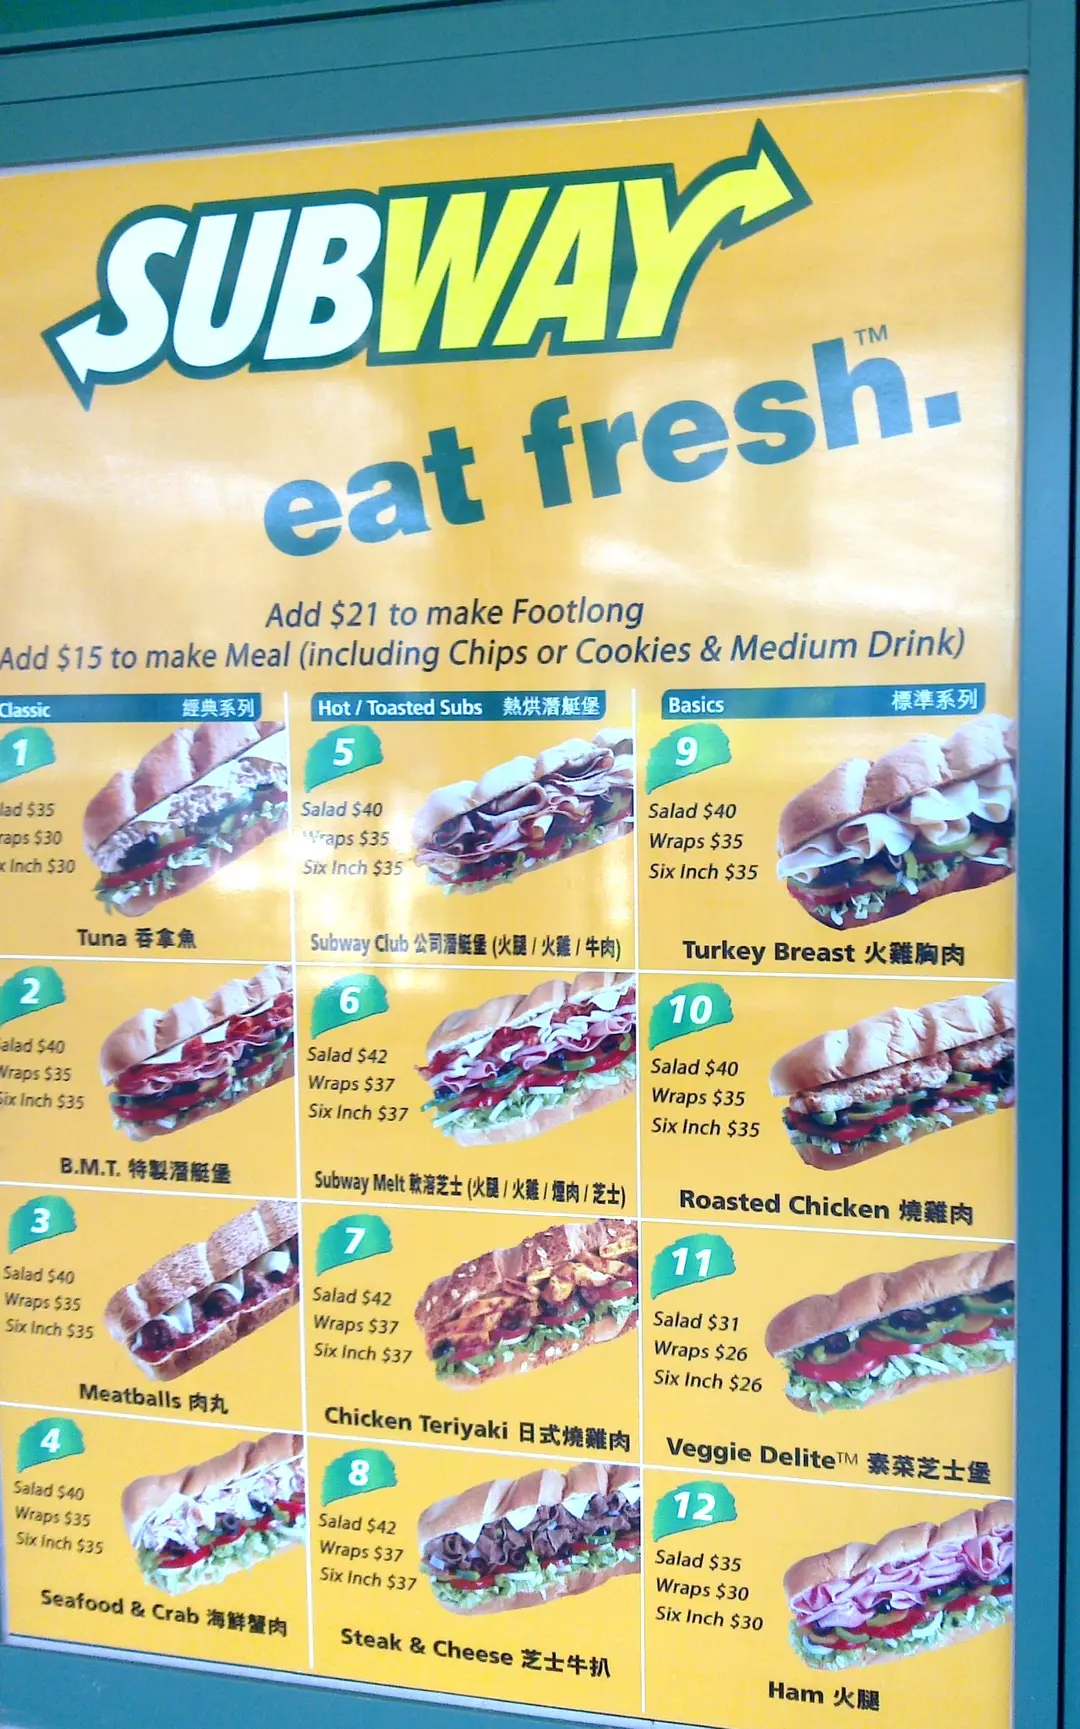 SUBWAY
eat fresh.™
Add $21 to make Footlong
Add $15 to make Meal (including Chips or Cookies & Medium Drink)
Classic 經典系列
1
lad $35
raps $30
x Inch $30
Tuna 吞拿魚
2
alad $40
Wraps $35
Six Inch $35
B.M.T. 特製潛艇堡
3
Salad $40
Wraps $35
Six Inch $35
Meatballs 肉丸
4
Salad $40
Wraps $35
Six Inch $35
Seafood & Crab 海鮮蟹肉
Hot / Toasted Subs 熱烘潛艇堡
5
Salad $40
Wraps $35
Six Inch $35
Subway Club 公司潛艇堡 (火腿 / 火雞 / 牛肉)
6
Salad $42
Wraps $37
Six Inch $37
Subway Melt 軟溶芝士 (火腿 / 火雞 / 煙肉 / 芝士)
7
Salad $42
Wraps $37
Six Inch $37
Chicken Teriyaki 日式燒雞肉
8
Salad $42
Wraps $37
Six Inch $37
Steak & Cheese 芝士牛扒
Basics 標準系列
9
Salad $40
Wraps $35
Six Inch $35
Turkey Breast 火雞胸肉
10
Salad $40
Wraps $35
Six Inch $35
Roasted Chicken 燒雞肉
11
Salad $31
Wraps $26
Six Inch $26
Veggie Delite™ 素菜芝士堡
12
Salad $35
Wraps $30
Six Inch $30
Ham 火腿